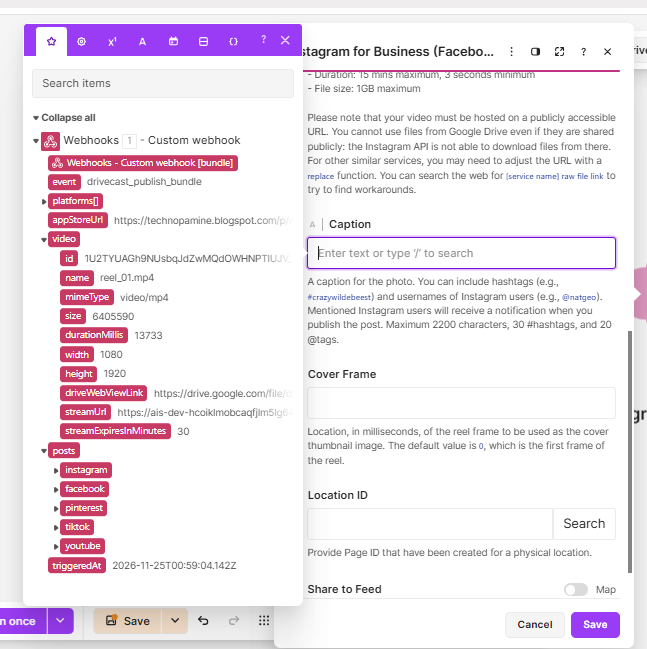 x¹
A
{}
?
Search items
Collapse all
Webhooks 1 - Custom webhook
Webhooks - Custom webhook [bundle]
event drivecast_publish_bundle
platforms[]
appStoreUrl https://technopamine.blogspot.com/p/
video
id 1U2TYUAGh9NUsbqJdZwMQdOWHNPTlUJV
name reel_01.mp4
mimeType video/mp4
size 6405590
durationMillis 13733
width 1080
height 1920
driveWebViewLink https://drive.google.com/file/
streamUrl https://ais-dev-hcoiklmobcaqfjlm5lg6
streamExpiresInMinutes 30
posts
instagram
facebook
pinterest
tiktok
youtube
triggeredAt 2026-11-25T00:59:04.142Z
n once
Save
stagram for Business (Facebo...
?
- Duration: 15 mins maximum, 3 seconds minimum
- File size: 1GB maximum
Please note that your video must be hosted on a publicly accessible
URL. You cannot use files from Google Drive even if they are shared
publicly: the Instagram API is not able to download files from there.
For other similar services, you may need to adjust the URL with a
replace function. You can search the web for [service name] raw file link to
try to find workarounds.
A Caption
Enter text or type '/' to search
A caption for the photo. You can include hashtags (e.g.,
#crazywildebeest) and usernames of Instagram users (e.g., @natgeo).
Mentioned Instagram users will receive a notification when you
publish the post. Maximum 2200 characters, 30 #hashtags, and 20
@tags.
Cover Frame
Location, in milliseconds, of the reel frame to be used as the cover
thumbnail image. The default value is 0, which is the first frame of
the reel.
Location ID
Search
Provide Page ID that have been created for a physical location.
Share to Feed Map
Cancel Save